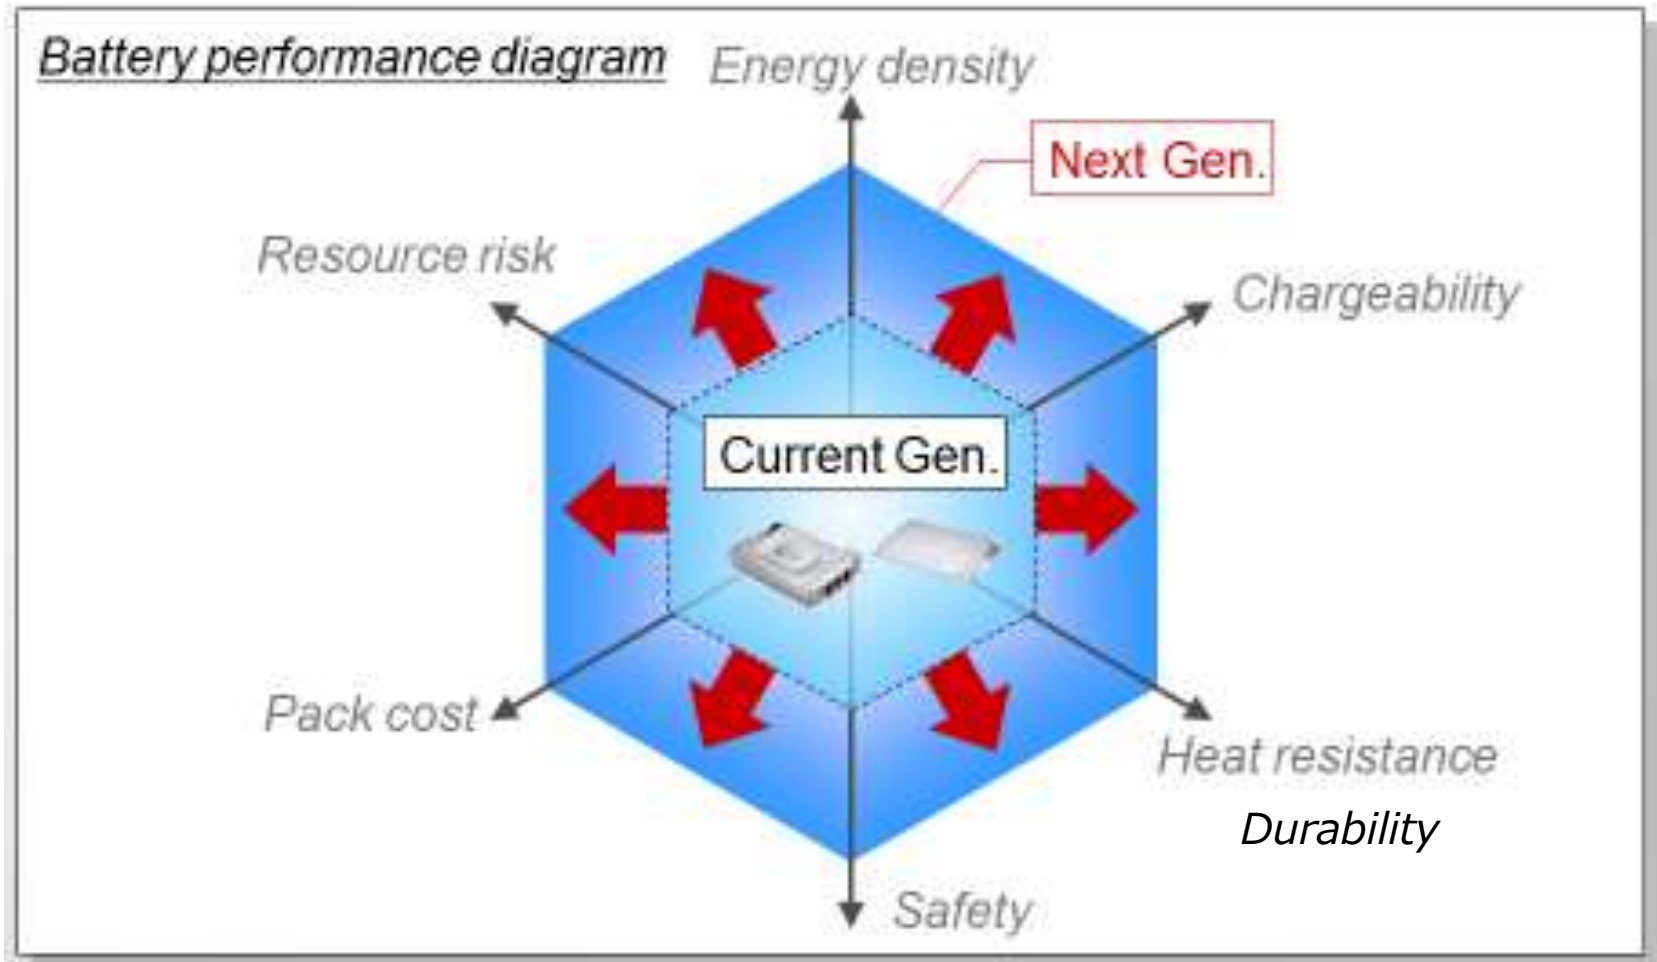 Battery performance diagram
Energy density
Next Gen.
Resource risk
Chargeability
Current Gen.
Pack cost
Heat resistance
Durability
Safety